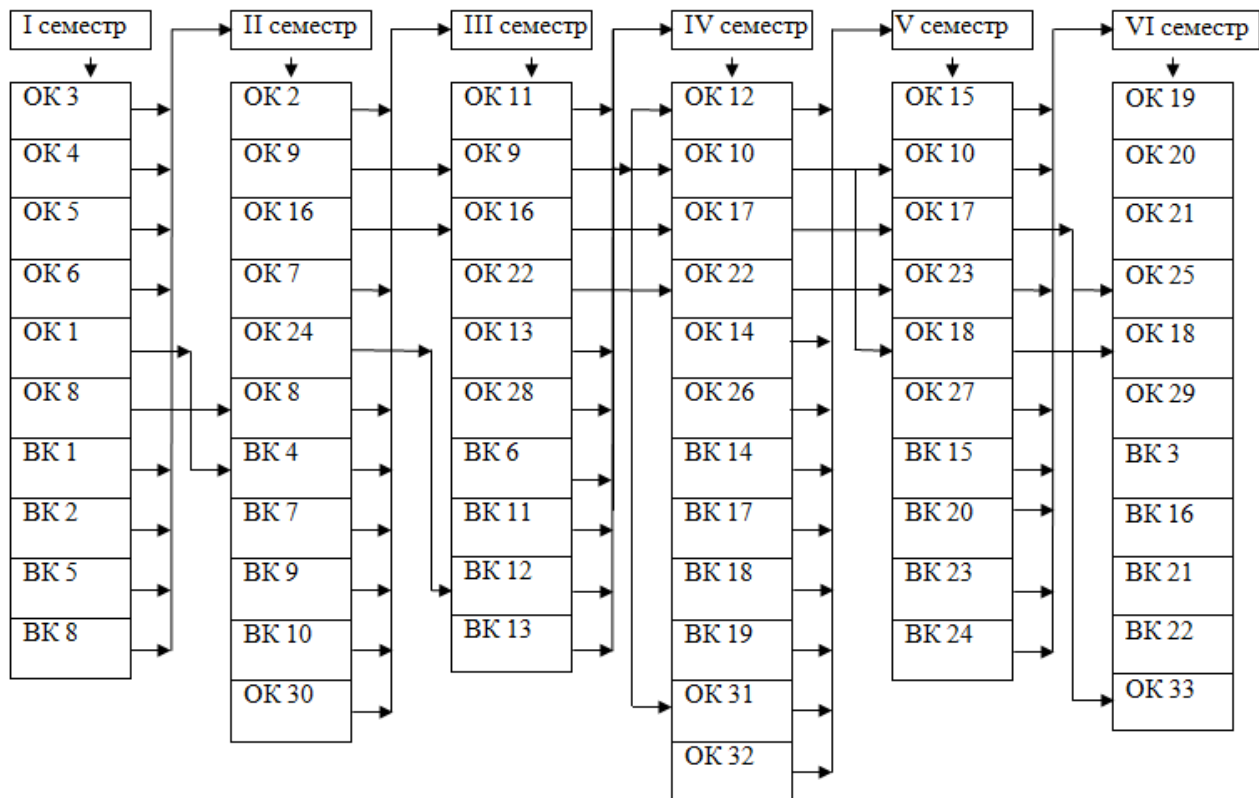 I семестр
II семестр
III семестр
IV семестр
V семестр
VI семестр
ОК 3
ОК 4
ОК 5
ОК 6
ОК 1
ОК 8
ВК 1
ВК 2
ВК 5
ВК 8
ОК 2
ОК 9
ОК 16
ОК 7
ОК 24
ОК 8
ВК 4
ВК 7
ВК 9
ВК 10
ОК 30
ОК 11
ОК 9
ОК 16
ОК 22
ОК 13
ОК 28
ВК 6
ВК 11
ВК 12
ВК 13
ОК 12
ОК 10
ОК 17
ОК 22
ОК 14
ОК 26
ВК 14
ВК 17
ВК 18
ВК 19
ОК 31
ОК 32
ОК 15
ОК 10
ОК 17
ОК 23
ОК 18
ОК 27
ВК 15
ВК 20
ВК 23
ВК 24
ОК 19
ОК 20
ОК 21
ОК 25
ОК 18
ОК 29
ВК 3
ВК 16
ВК 21
ВК 22
ОК 33